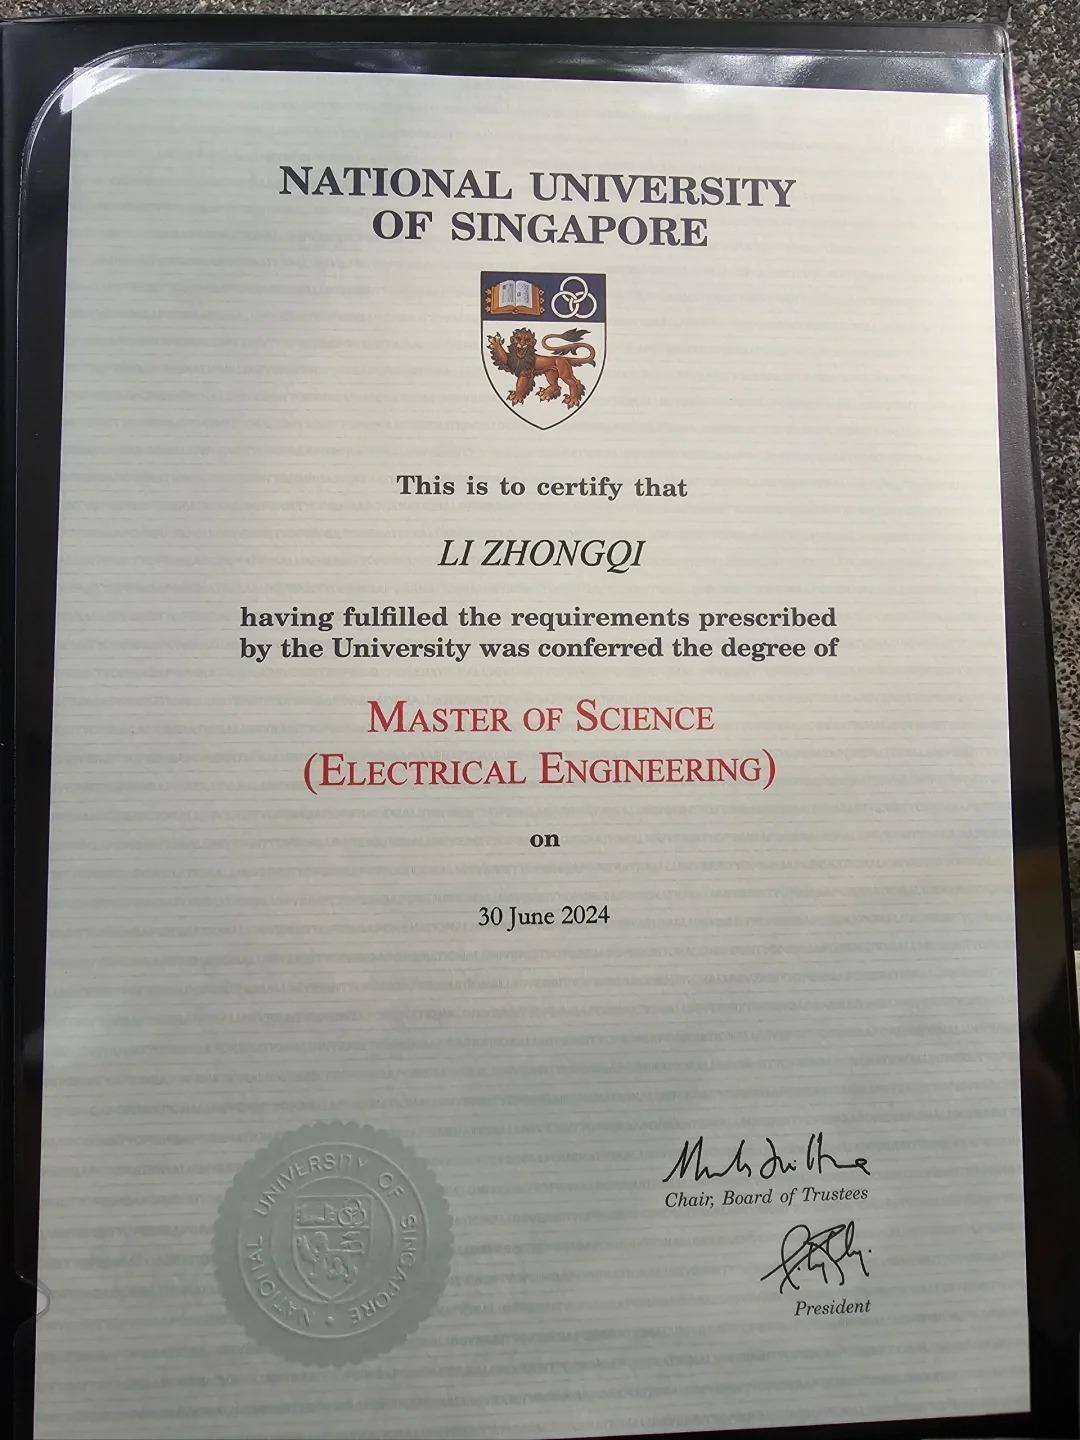 NATIONAL UNIVERSITY
OF SINGAPORE
This is to certify that
LI ZHONGQI
having fulfilled the requirements prescribed
by the University was conferred the degree of
MASTER OF SCIENCE
(ELECTRICAL ENGINEERING)
on
30 June 2024
Chair, Board of Trustees
President
NATIONAL UNIVERSITY OF SINGAPORE